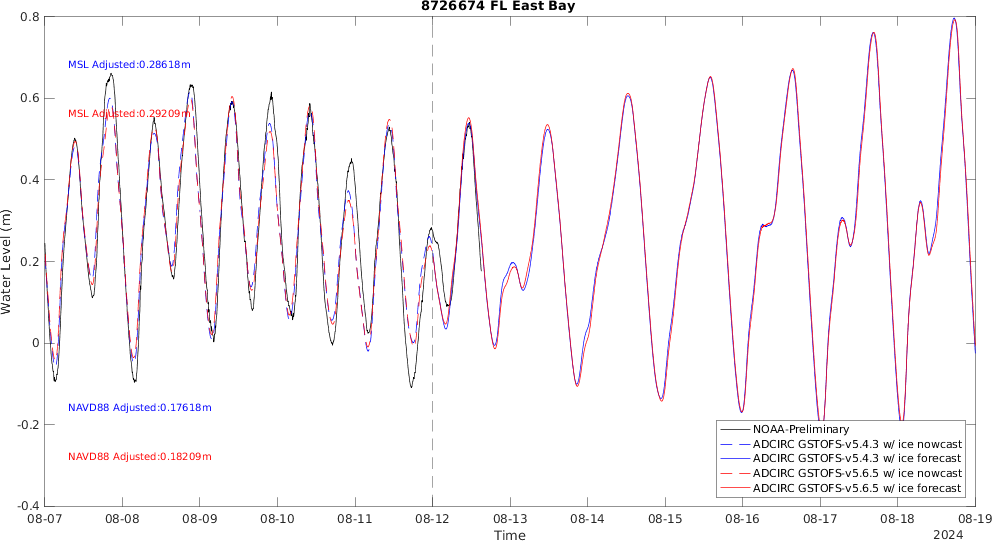 8726674 FL East Bay
0.8
MSL Adjusted:0.28618m
0.6
MSL Adjusted:0.29209m
0.4
Water Level (m)
0.2
0
NAVD88 Adjusted:0.17618m
-0.2
NOAA-Preliminary
ADCIRC GSTOFS-v5.4.3 w/ ice nowcast
NAVD88 Adjusted:0.18209m
ADCIRC GSTOFS-v5.4.3 w/ ice forecast
ADCIRC GSTOFS-v5.6.5 w/ ice nowcast
ADCIRC GSTOFS-v5.6.5 w/ ice forecast
-0.4
08-07 08-08 08-09 08-10 08-11 08-12 08-13 08-14 08-15 08-16 08-17 08-18 08-19
Time
2024